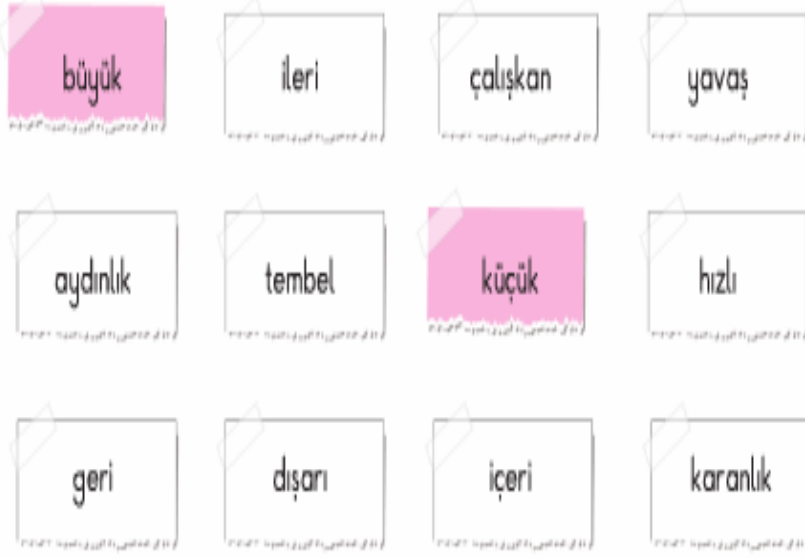 büyük
ileri
çalışkan
yavaş
aydınlık
tembel
küçük
hızlı
geri
dışarı
içeri
karanlık